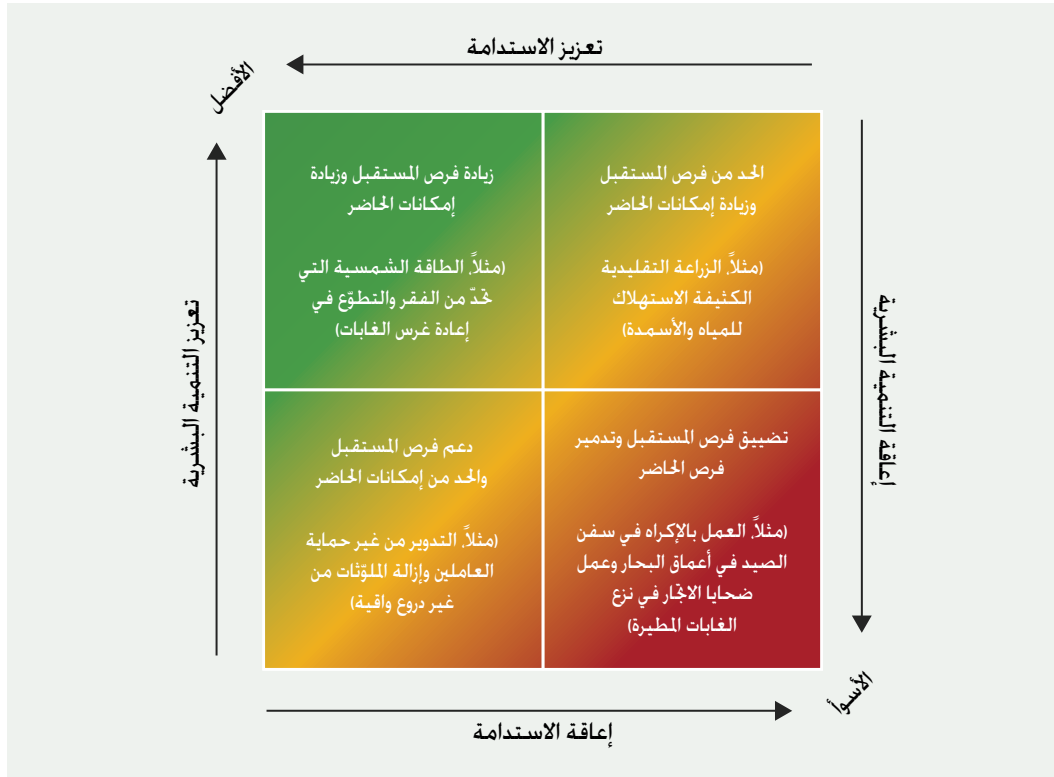 تعزيز الاستدامة
الأفضل
الحد من فرص المستقبل
وزيادة إمكانات الحاضر
(مثلاً، الزراعة التقليدية
الكثيفة الاستهلاك
للمياه والأسمدة)
زيادة فرص المستقبل وزيادة
إمكانات الحاضر
(مثلاً، الطاقة الشمسية التي
تحدّ من الفقر والتطوّع في
إعادة غرس الغابات)
إعاقة التنمية البشرية
تعزيز التنمية البشرية
تضييق فرص المستقبل وتدمير
فرص الحاضر
(مثلاً، العمل بالإكراه في سفن
الصيد في أعماق البحار وعمل
ضحايا الاتجار في نزع
الغابات المطيرة)
دعم فرص المستقبل
والحد من إمكانات الحاضر
(مثلاً، التدوير من غير حماية
العاملين وإزالة الملوّثات من
غير دروع واقية)
الأسوأ
إعاقة الاستدامة